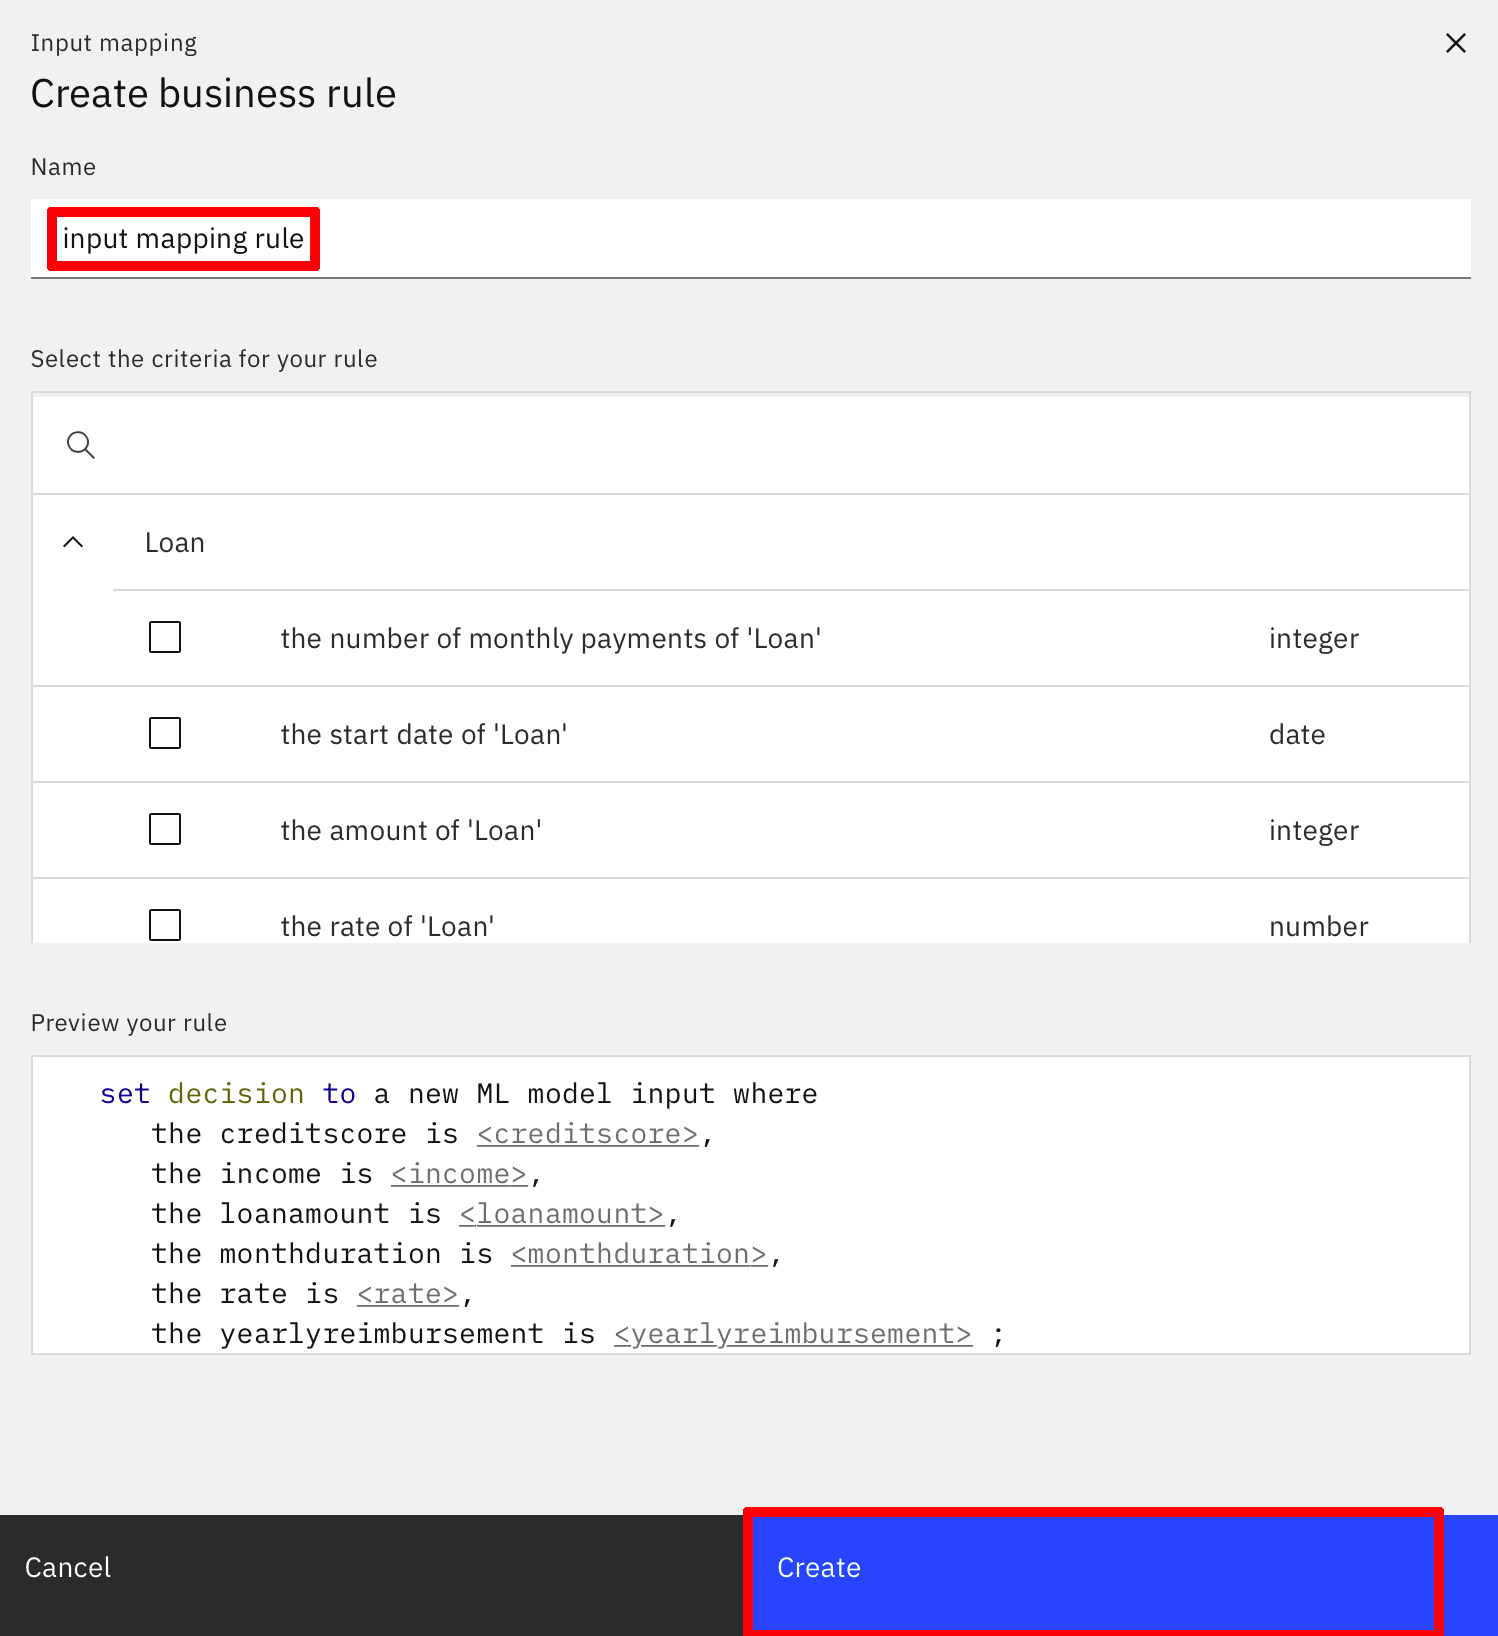 Input mapping
Create business rule
Name
input mapping rule
Select the criteria for your rule
Loan
the number of monthly payments of 'Loan' integer
the start date of 'Loan' date
the amount of 'Loan' integer
the rate of 'Loan' number
Preview your rule
set decision to a new ML model input where
the creditscore is <creditscore>,
the income is <income>,
the loanamount is <loanamount>,
the monthduration is <monthduration>,
the rate is <rate>,
the yearlyreimbursement is <yearlyreimbursement> ;
Cancel Create